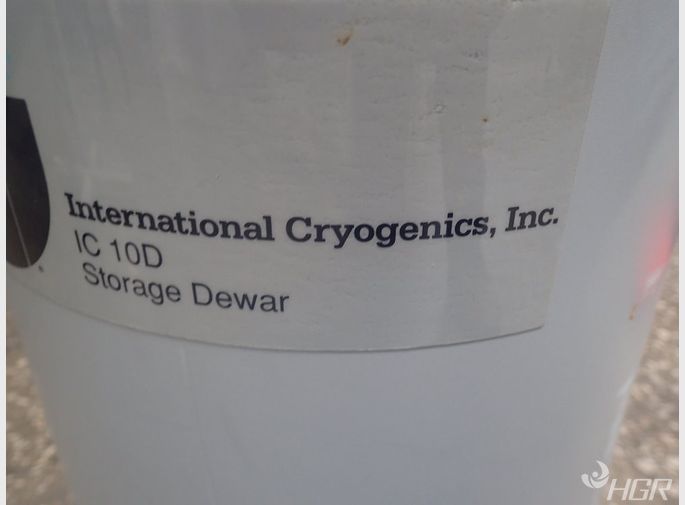 International Cryogenics, Inc.
IC 10D
Storage Dewar
HGR